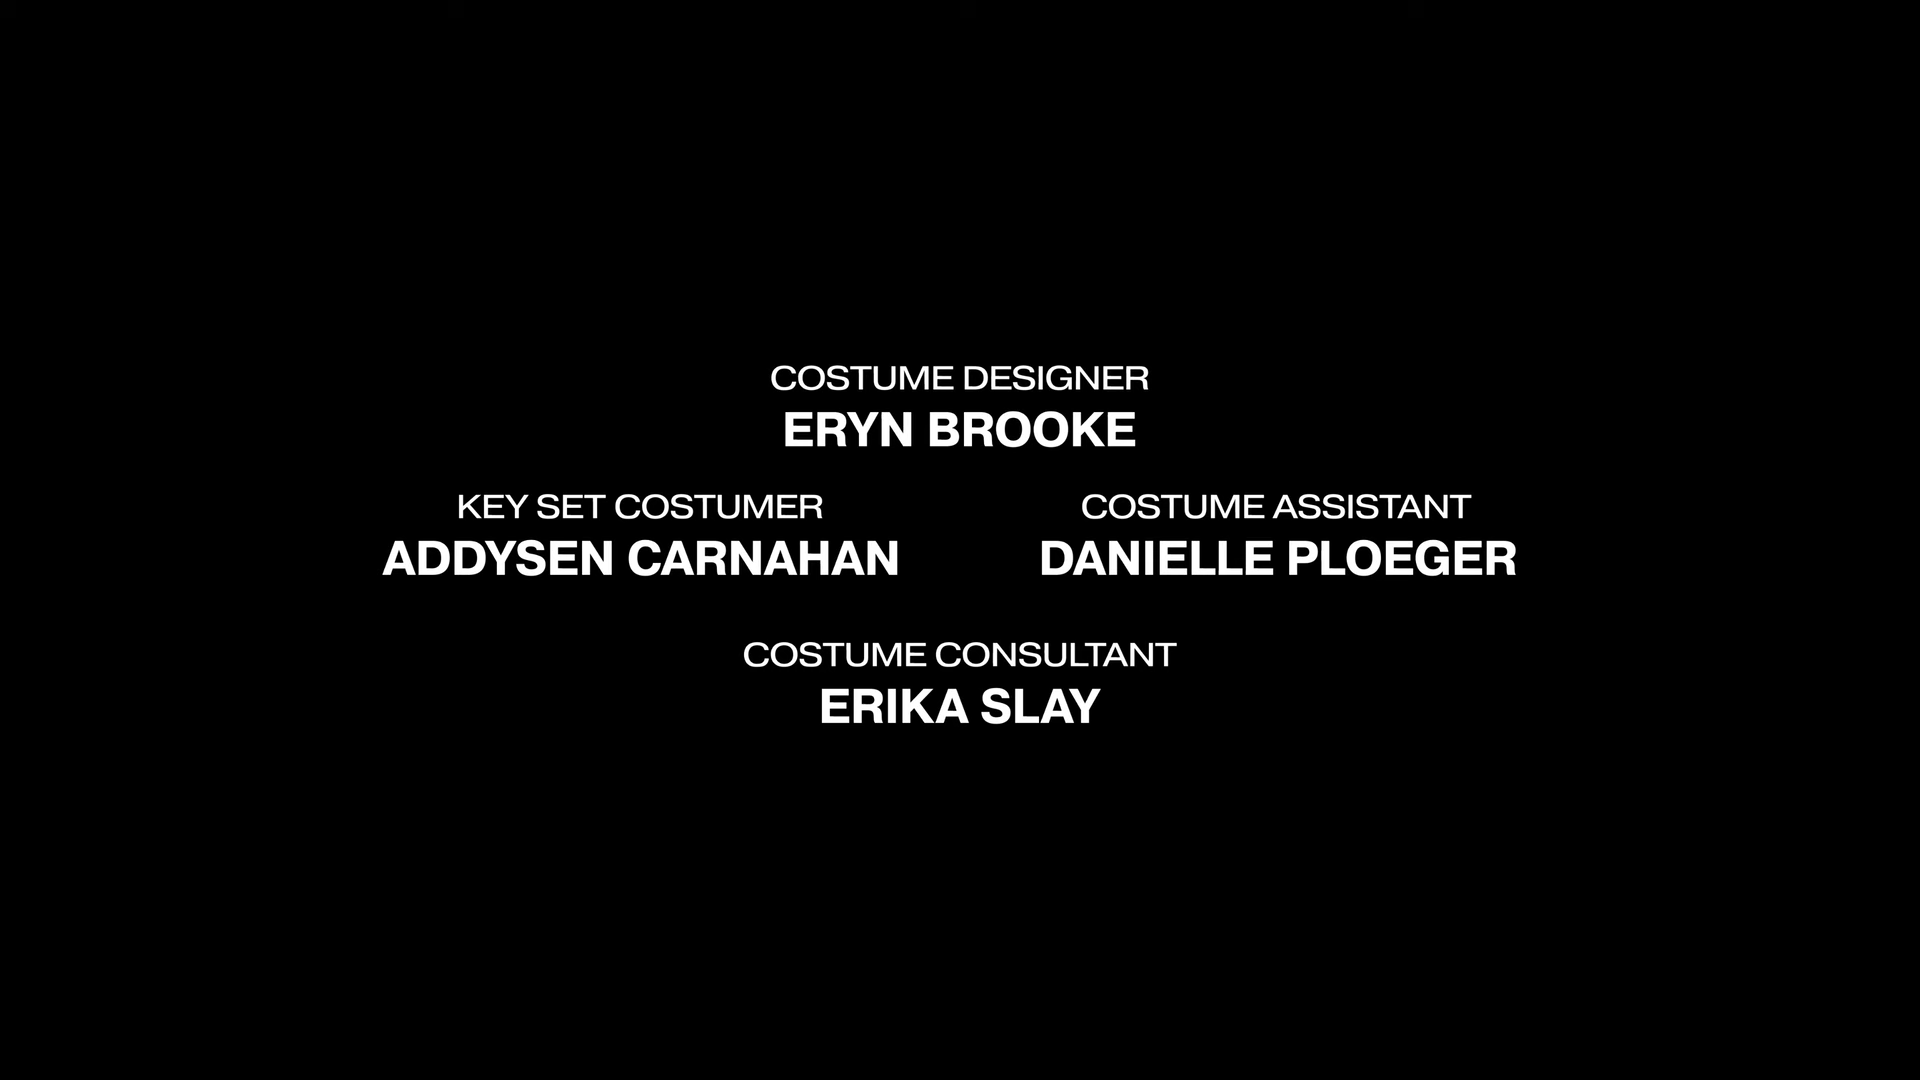 COSTUME DESIGNER
ERYN BROOKE
KEY SET COSTUMER
ADDYSEN CARNAHAN
COSTUME ASSISTANT
DANIELLE PLOEGER
COSTUME CONSULTANT
ERIKA SLAY